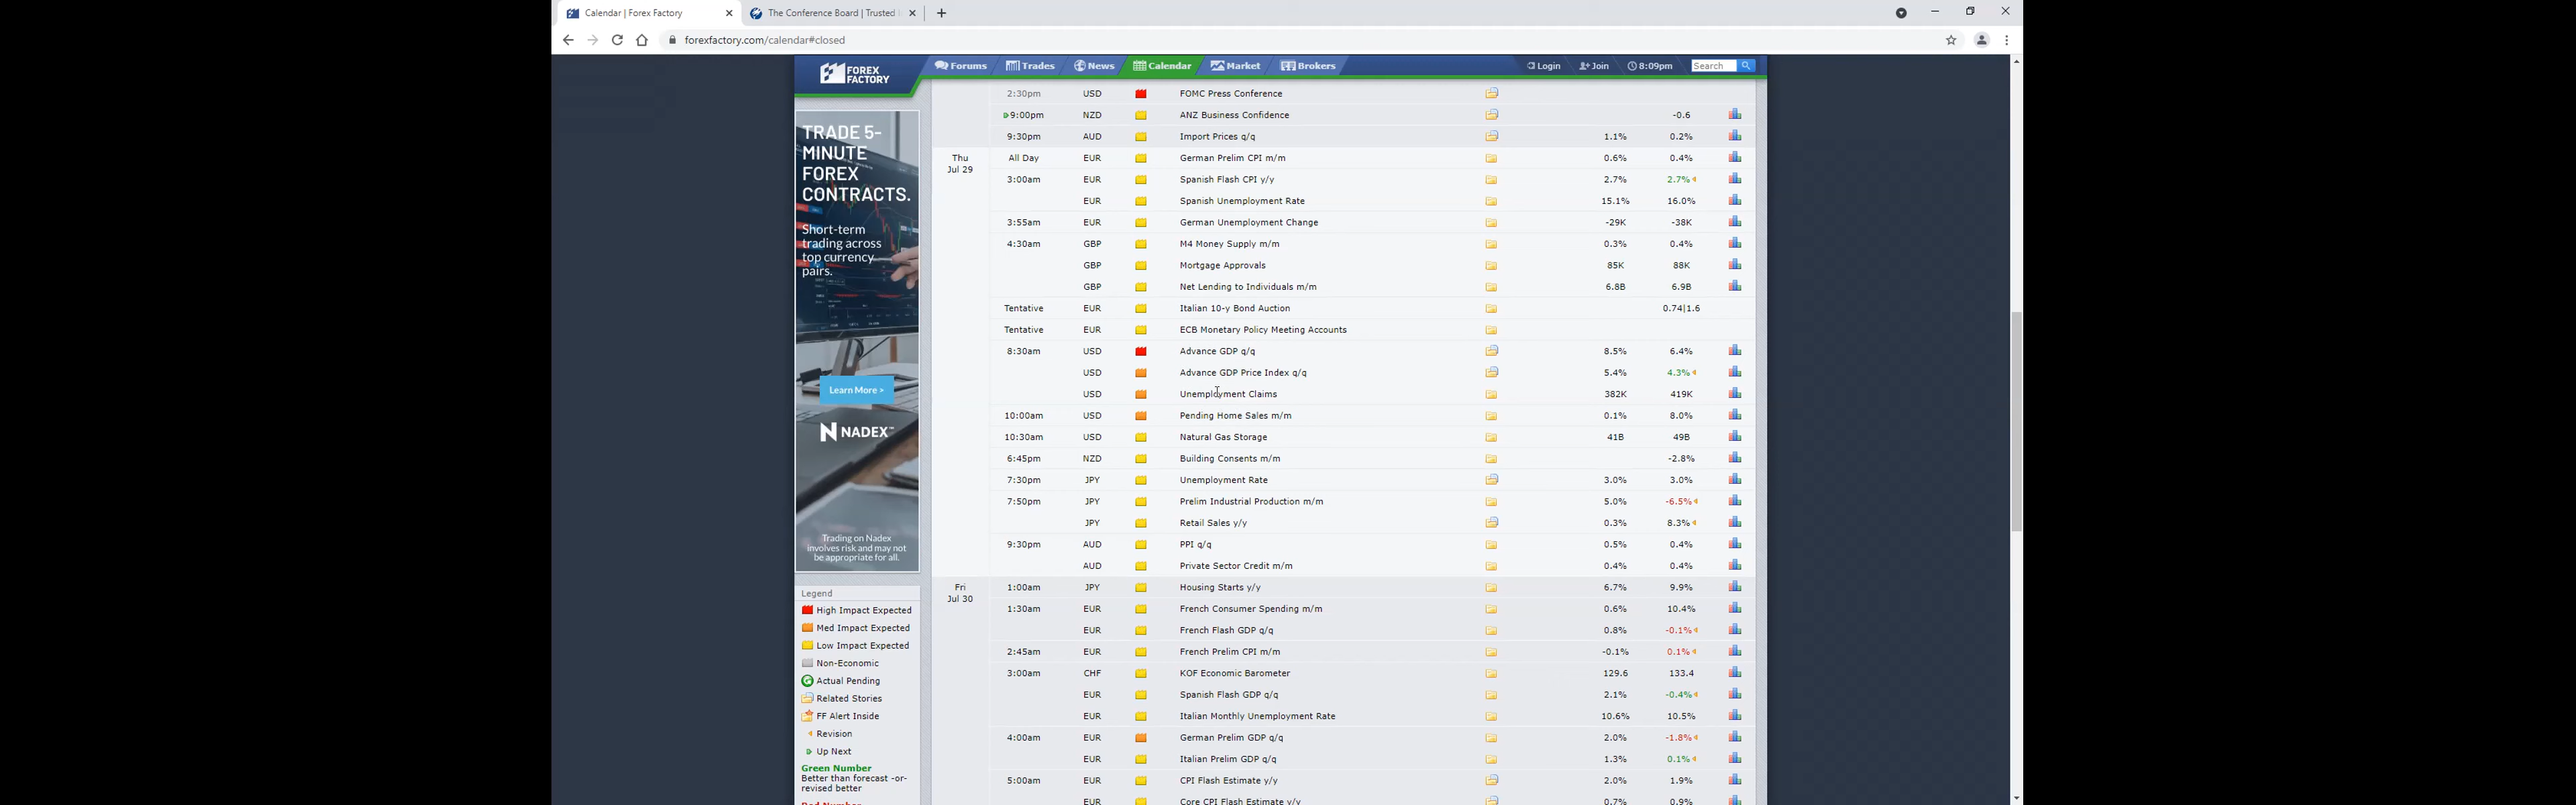 Calendar | Forex Factory
The Conference Board | Trusted
forexfactory.com/calendar#closed
FOREX FACTORY
Forums Trades News Calendar Market Brokers Login Join 8:09pm Search
2:30pm USD FOMC Press Conference
9:00pm NZD ANZ Business Confidence -0.6
9:30pm AUD Import Prices q/q 1.1% 0.2%
Thu Jul 29 All Day EUR German Prelim CPI m/m 0.6% 0.4%
3:00am EUR Spanish Flash CPI y/y 2.7% 2.7%
EUR Spanish Unemployment Rate 15.1% 16.0%
3:55am EUR German Unemployment Change -29K -38K
4:30am GBP M4 Money Supply m/m 0.3% 0.4%
GBP Mortgage Approvals 85K 88K
GBP Net Lending to Individuals m/m 6.8B 6.9B
Tentative EUR Italian 10-y Bond Auction 0.74|1.6
Tentative EUR ECB Monetary Policy Meeting Accounts
8:30am USD Advance GDP q/q 8.5% 6.4%
USD Advance GDP Price Index q/q 5.4% 4.3%
USD Unemployment Claims 382K 419K
10:00am USD Pending Home Sales m/m 0.1% 8.0%
10:30am USD Natural Gas Storage 41B 49B
6:45pm NZD Building Consents m/m -2.8%
7:30pm JPY Unemployment Rate 3.0% 3.0%
7:50pm JPY Prelim Industrial Production m/m 5.0% -6.5%
JPY Retail Sales y/y 0.3% 8.3%
9:30pm AUD PPI q/q 0.5% 0.4%
AUD Private Sector Credit m/m 0.4% 0.4%
Fri Jul 30 1:00am JPY Housing Starts y/y 6.7% 9.9%
1:30am EUR French Consumer Spending m/m 0.6% 10.4%
EUR French Flash GDP q/q 0.8% -0.1%
2:45am EUR French Prelim CPI m/m -0.1% 0.1%
3:00am CHF KOF Economic Barometer 129.6 133.4
EUR Spanish Flash GDP q/q 2.1% -0.4%
EUR Italian Monthly Unemployment Rate 10.6% 10.5%
4:00am EUR German Prelim GDP q/q 2.0% -1.8%
EUR Italian Prelim GDP q/q 1.3% 0.1%
5:00am EUR CPI Flash Estimate y/y 2.0% 1.9%
EUR Core CPI Flash Estimate y/y 0.7% 0.9%
TRADE 5-
MINUTE
FOREX
CONTRACTS.
Short-term
trading across
top currency
pairs.
Learn More >
NADEX
Trading on Nadex
involves risk and may not
be appropriate for all.
Legend
High Impact Expected
Med Impact Expected
Low Impact Expected
Non-Economic
Actual Pending
Related Stories
FF Alert Inside
Revision
Up Next
Green Number
Better than forecast -or-
revised better
Red Number